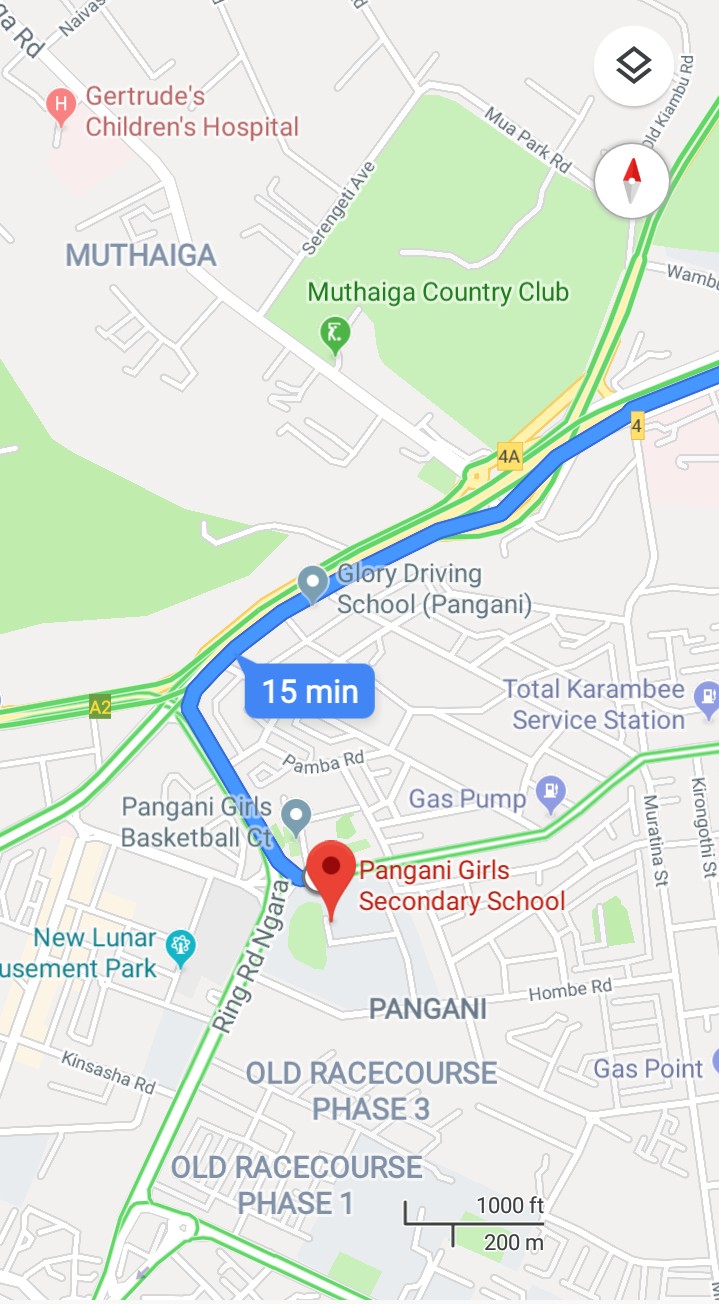 ga Rd
Naivas
Gertrude's
Children's Hospital
Old Kiambu Rd
Mua Park Rd
Serengeti Ave
MUTHAIGA
Wambu
Muthaiga Country Club
4
4A
Glory Driving
School (Pangani)
15 min
A2
Total Karambee
Service Station
Pamba Rd
Gas Pump
Pangani Girls
Basketball Ct
Muratina St
Kirongothi St
Pangani Girls
Secondary School
Ring Rd Ngara
New Lunar
usement Park
Hombe Rd
PANGANI
Kinsasha Rd
OLD RACECOURSE
PHASE 3
Gas Point
OLD RACECOURSE
PHASE 1
1000 ft
200 m